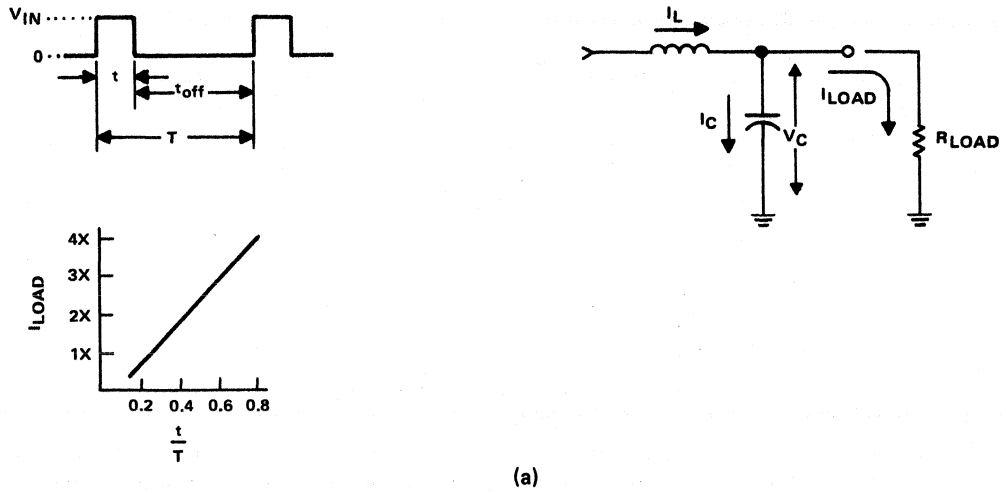 VIN
0
t
toff
T
IL
IC
VC
ILOAD
RLOAD
ILOAD
4X
3X
2X
1X
0.2 0.4 0.6 0.8
t
T
(a)